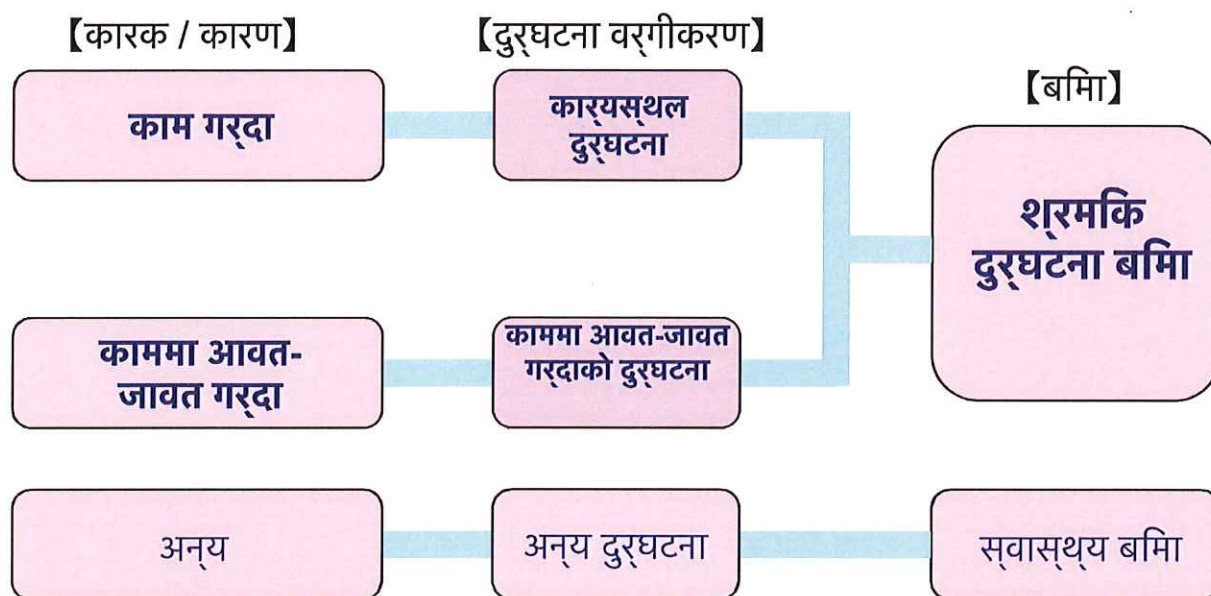 【कारक / कारण】
【दुर्घटना वर्गीकरण】
【बिमा】
काम गर्दा
कार्यस्थल
दुर्घटना
श्रमिक
दुर्घटना बिमा
काममा आवत-
जावत गर्दा
काममा आवत-जावत
गर्दाको दुर्घटना
अन्य
अन्य दुर्घटना
स्वास्थ्य बिमा